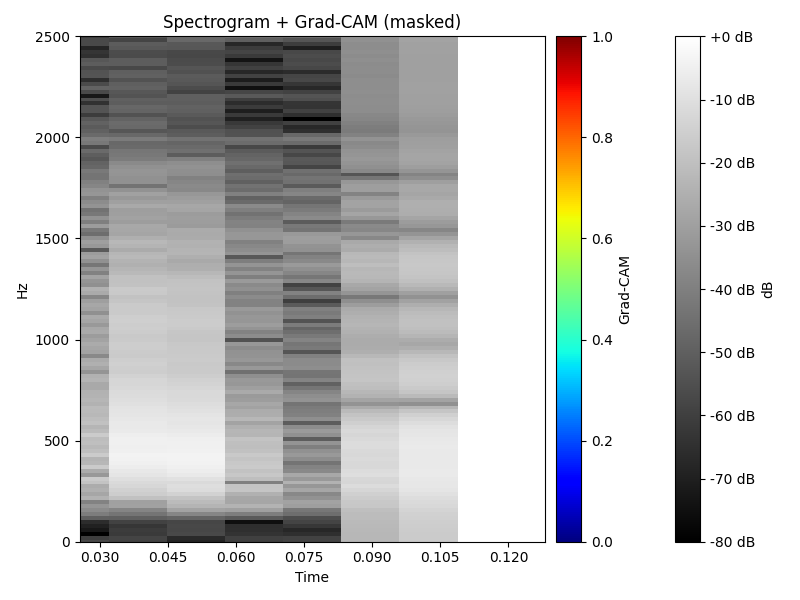 Spectrogram + Grad-CAM (masked)
2500
2000
1500
1000
500
0
Hz
0.030
0.045
0.060
0.075
0.090
0.105
0.120
Time
1.0
0.8
0.6
0.4
0.2
0.0
Grad-CAM
+0 dB
-10 dB
-20 dB
-30 dB
-40 dB
-50 dB
-60 dB
-70 dB
-80 dB
dB